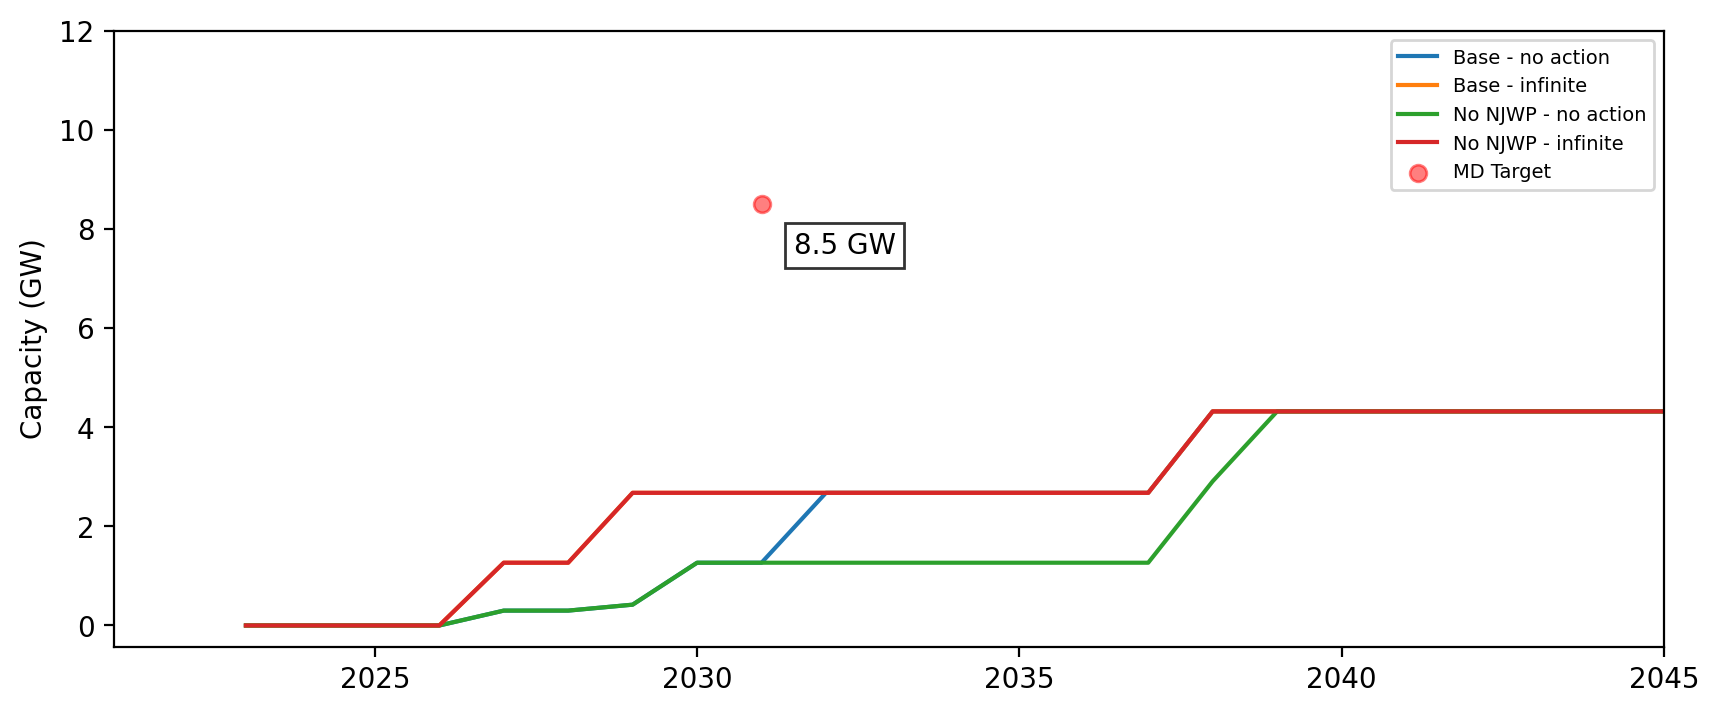 12
10
8
6
4
2
0
Capacity (GW)
Base - no action
Base - infinite
No NJWP - no action
No NJWP - infinite
MD Target
8.5 GW
2025
2030
2035
2040
2045